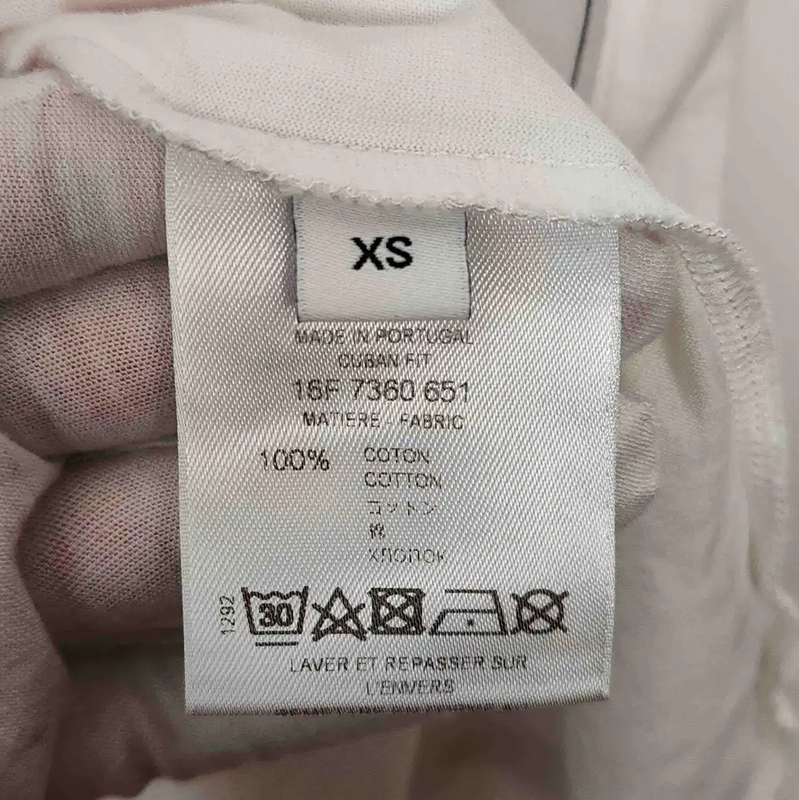 XS
MADE IN PORTUGAL
CUBAN FIT
16F 7360 651
MATIERE - FABRIC
100% COTON
COTTON
コットン
棉
хлопок
1292
30
LAVER ET REPASSER SUR
L'ENVERS